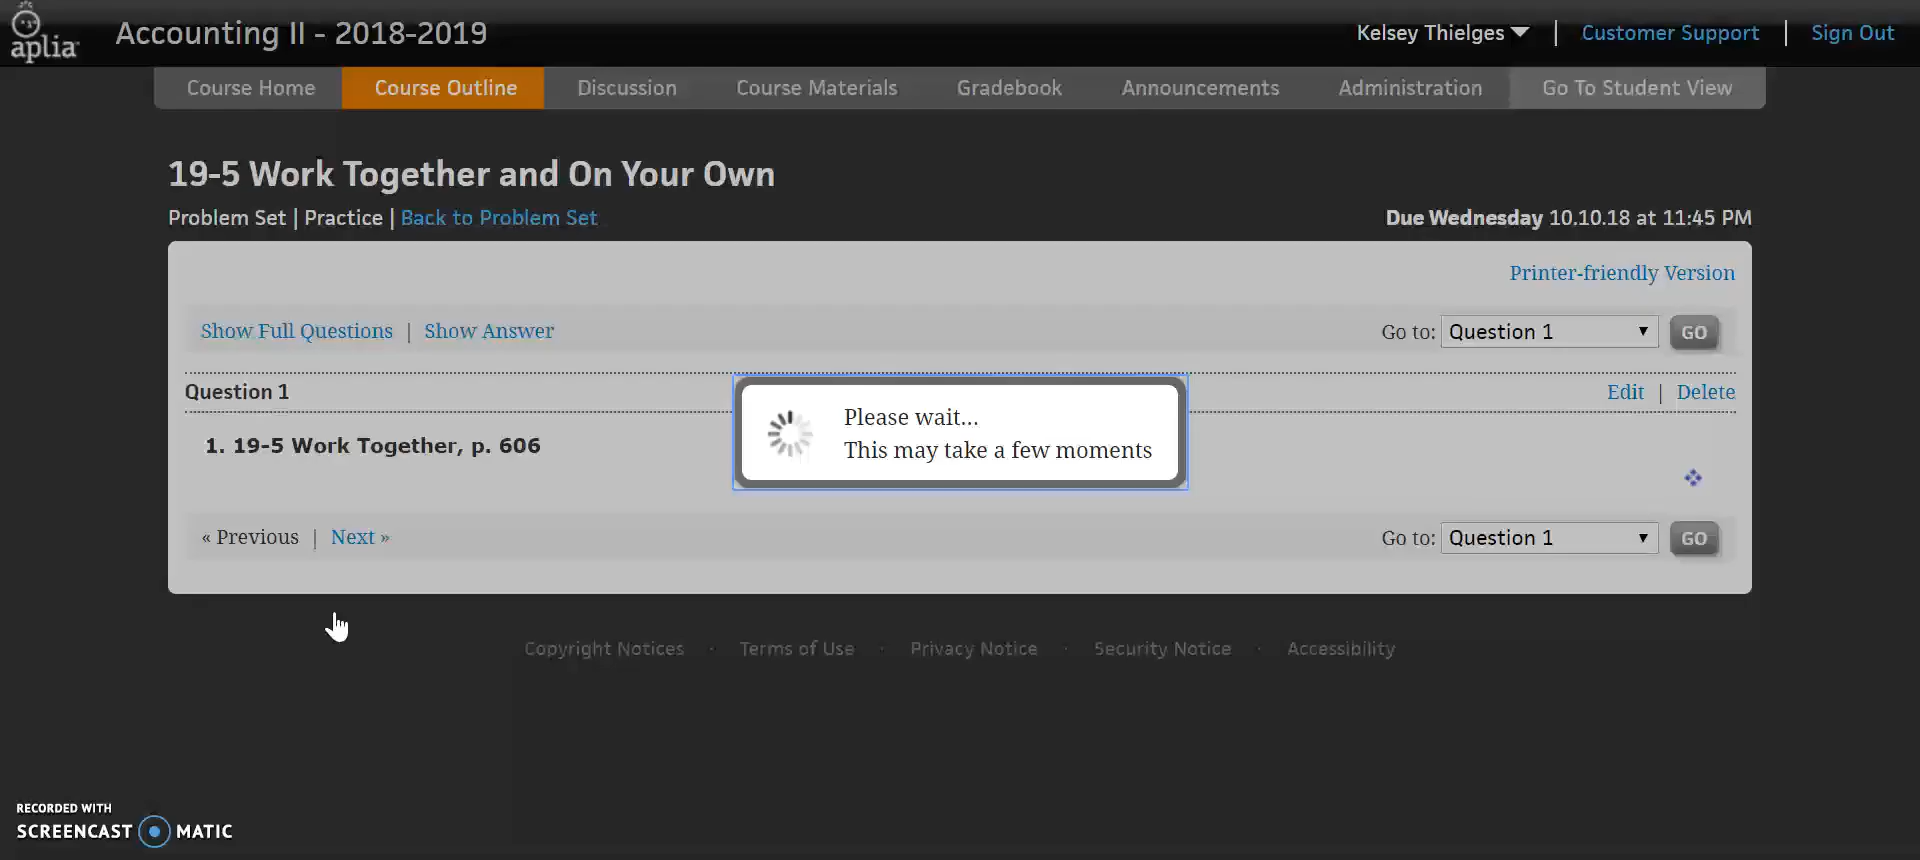 aplia
Accounting II - 2018-2019
Kelsey Thielges | Customer Support | Sign Out
Course Home Course Outline Discussion Course Materials Gradebook Announcements Administration Go To Student View
19-5 Work Together and On Your Own
Problem Set | Practice | Back to Problem Set
Due Wednesday 10.10.18 at 11:45 PM
Printer-friendly Version
Show Full Questions | Show Answer
Go to: Question 1 GO
Question 1
Edit | Delete
Please wait...
This may take a few moments
1. 19-5 Work Together, p. 606
« Previous | Next »
Go to: Question 1 GO
Copyright Notices · Terms of Use · Privacy Notice · Security Notice · Accessibility
RECORDED WITH
SCREENCAST MATIC